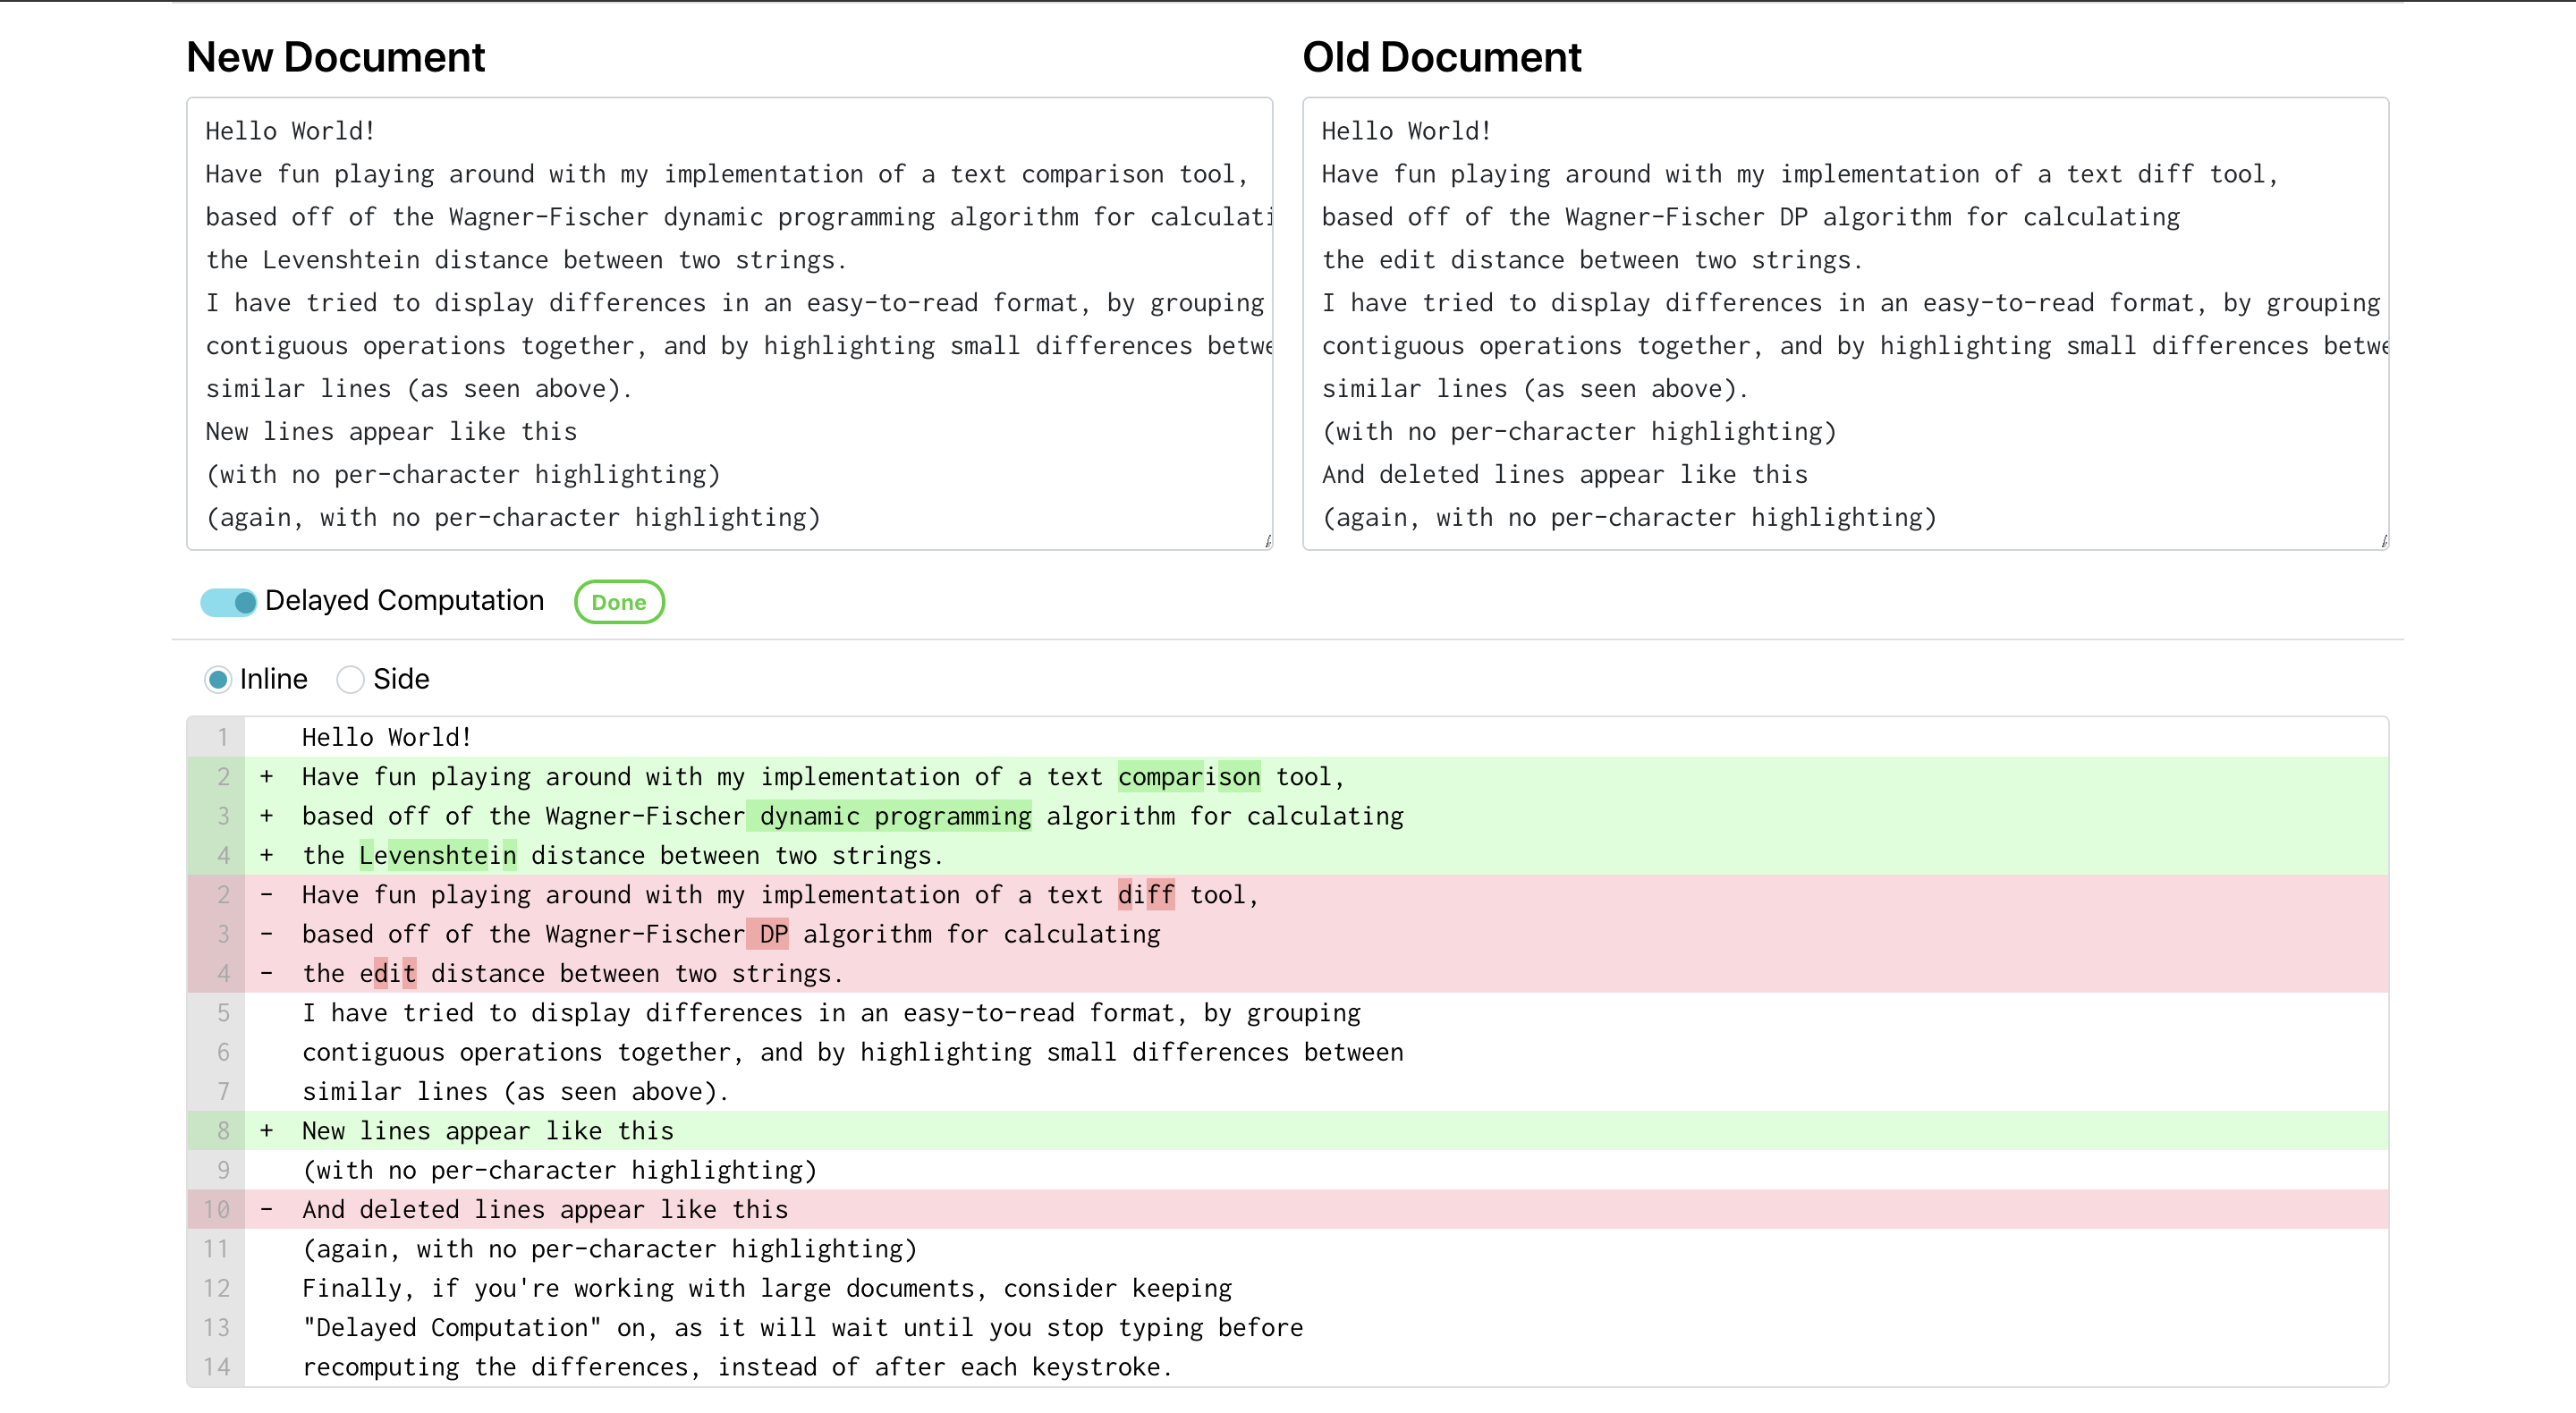 New Document
Hello World!
Have fun playing around with my implementation of a text comparison tool,
based off of the Wagner-Fischer dynamic programming algorithm for calculati
the Levenshtein distance between two strings.
I have tried to display differences in an easy-to-read format, by grouping
contiguous operations together, and by highlighting small differences betwe
similar lines (as seen above).
New lines appear like this
(with no per-character highlighting)
(again, with no per-character highlighting)
Old Document
Hello World!
Have fun playing around with my implementation of a text diff tool,
based off of the Wagner-Fischer DP algorithm for calculating
the edit distance between two strings.
I have tried to display differences in an easy-to-read format, by grouping
contiguous operations together, and by highlighting small differences betwe
similar lines (as seen above).
(with no per-character highlighting)
And deleted lines appear like this
(again, with no per-character highlighting)
Delayed Computation Done
Inline Side
1 Hello World!
2 + Have fun playing around with my implementation of a text comparison tool,
3 + based off of the Wagner-Fischer dynamic programming algorithm for calculating
4 + the Levenshtein distance between two strings.
2 - Have fun playing around with my implementation of a text diff tool,
3 - based off of the Wagner-Fischer DP algorithm for calculating
4 - the edit distance between two strings.
5 I have tried to display differences in an easy-to-read format, by grouping
6 contiguous operations together, and by highlighting small differences between
7 similar lines (as seen above).
8 + New lines appear like this
9 (with no per-character highlighting)
10 - And deleted lines appear like this
11 (again, with no per-character highlighting)
12 Finally, if you're working with large documents, consider keeping
13 "Delayed Computation" on, as it will wait until you stop typing before
14 recomputing the differences, instead of after each keystroke.